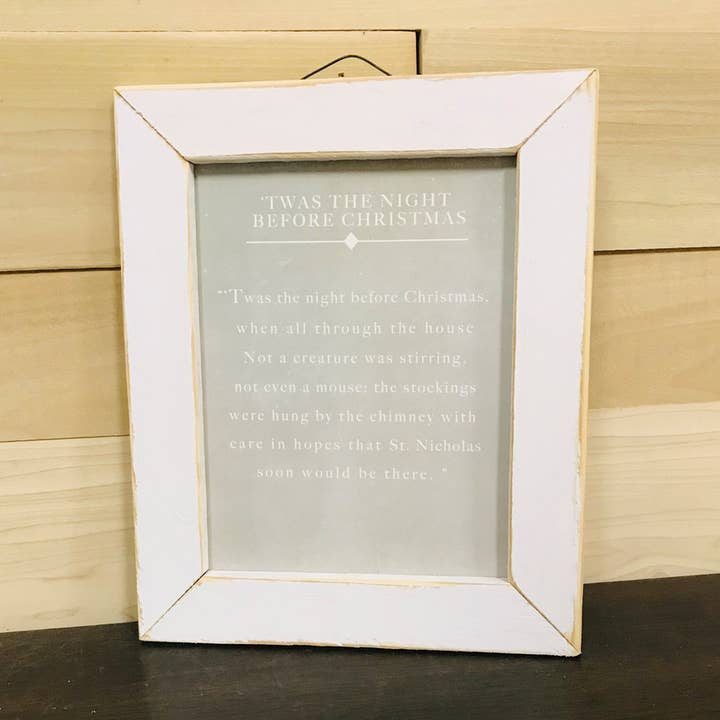 'TWAS THE NIGHT
BEFORE CHRISTMAS
"'Twas the night before Christmas,
when all through the house
Not a creature was stirring,
not even a mouse: the stockings
were hung by the chimney with
care in hopes that St. Nicholas
soon would be there. "